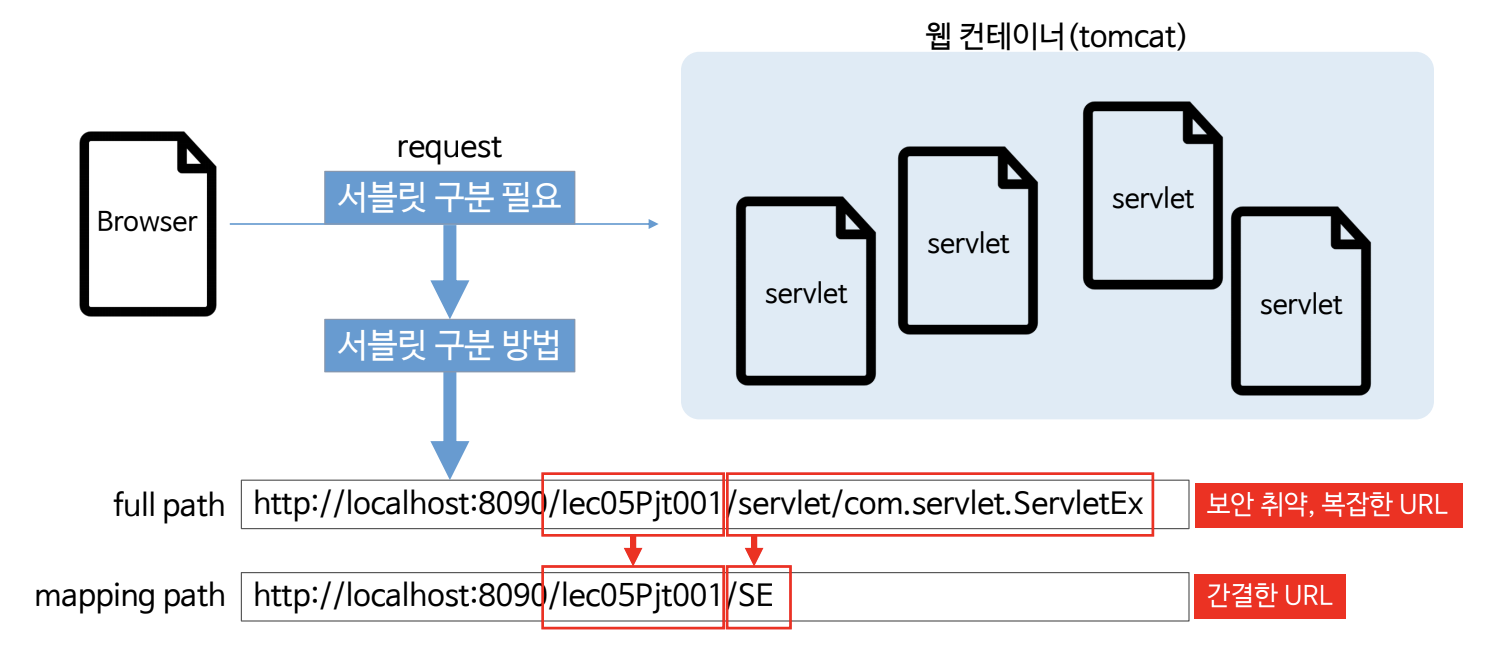 웹 컨테이너(tomcat)
Browser
request
서블릿 구분 필요
servlet
servlet
servlet
servlet
서블릿 구분 방법
full path
http://localhost:8090/lec05Pjt001/servlet/com.servlet.ServletEx
보안 취약, 복잡한 URL
mapping path
http://localhost:8090/lec05Pjt001/SE
간결한 URL